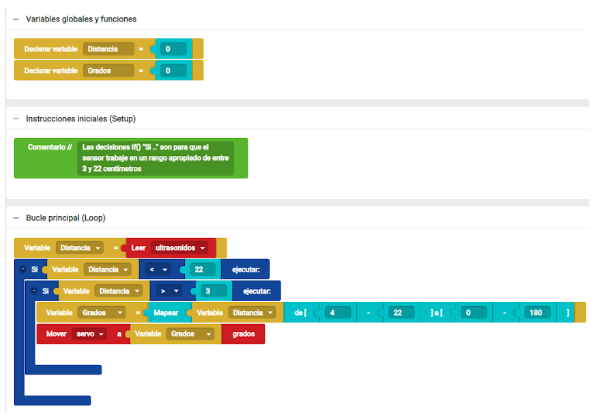 Variables globales y funciones
Declarar variable Distancia = 0
Declarar variable Grados = 0
Instrucciones iniciales (Setup)
Comentario // Las decisiones if() "Si .." son para que el
sensor trabaje en un rango apropiado de entre
3 y 22 centímetros
Bucle principal (Loop)
Variable Distancia = Leer ultrasonidos
Si Variable Distancia < 22 ejecutar:
Si Variable Distancia > 3 ejecutar:
Variable Grados = Mapear Variable Distancia de [ 4 - 22 ] a [ 0 - 180 ]
Mover servo a Variable Grados grados